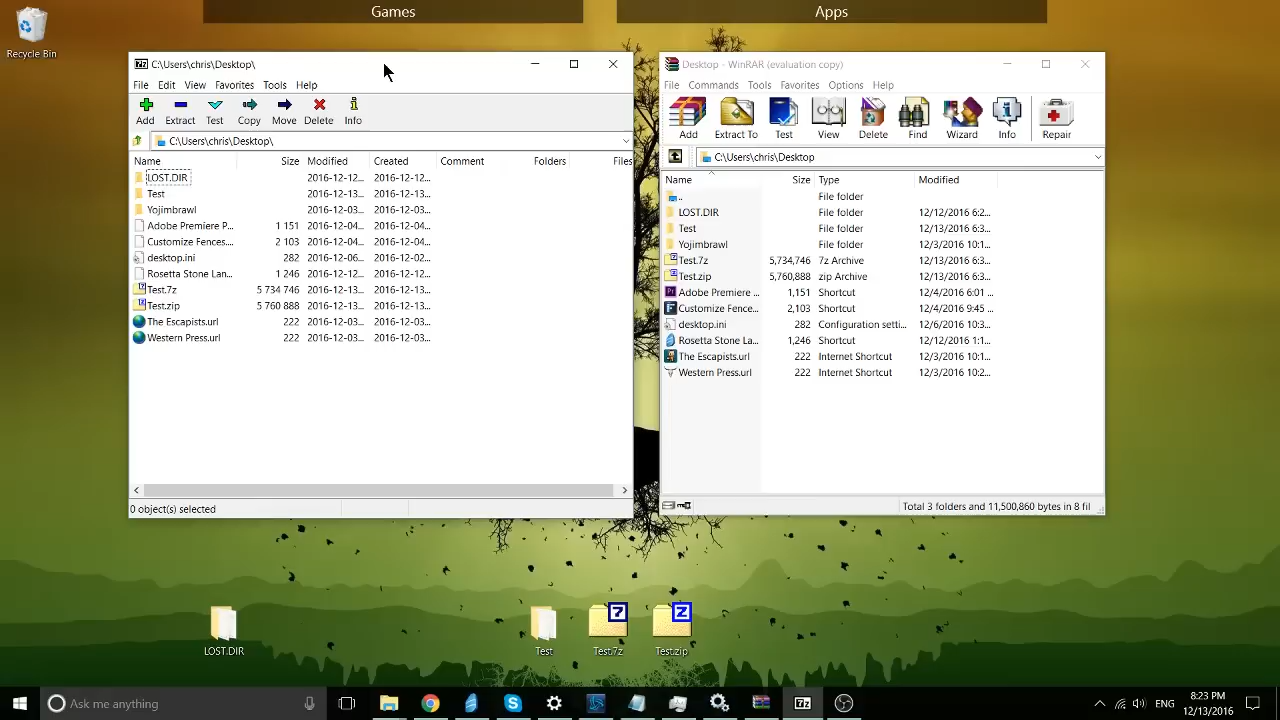 Games
Apps
Recycle Bin
C:\Users\chris\Desktop\
File Edit View Favorites Tools Help
Add Extract Test Copy Move Delete Info
C:\Users\chris\Desktop\
Name Size Modified Created Comment Folders Files
LOST.DIR 2016-12-12... 2016-12-12...
Test 2016-12-13... 2016-12-13...
Yojimbrawl 2016-12-03... 2016-12-03...
Adobe Premiere P... 1 151 2016-12-04... 2016-12-04...
Customize Fences.... 2 103 2016-12-04... 2016-12-04...
desktop.ini 282 2016-12-06... 2016-12-02...
Rosetta Stone Lan... 1 246 2016-12-12... 2016-12-12...
Test.7z 5 734 746 2016-12-13... 2016-12-13...
Test.zip 5 760 888 2016-12-13... 2016-12-13...
The Escapists.url 222 2016-12-03... 2016-12-03...
Western Press.url 222 2016-12-03... 2016-12-03...
0 object(s) selected
Desktop - WinRAR (evaluation copy)
File Commands Tools Favorites Options Help
Add Extract To Test View Delete Find Wizard Info Repair
C:\Users\chris\Desktop
Name Size Type Modified
.. File folder
LOST.DIR File folder 12/12/2016 6:2...
Test File folder 12/13/2016 6:3...
Yojimbrawl File folder 12/3/2016 10:1...
Test.7z 5,734,746 7z Archive 12/13/2016 6:3...
Test.zip 5,760,888 zip Archive 12/13/2016 6:3...
Adobe Premiere ... 1,151 Shortcut 12/4/2016 6:01 ...
Customize Fence... 2,103 Shortcut 12/4/2016 9:45 ...
desktop.ini 282 Configuration setti... 12/6/2016 10:3...
Rosetta Stone La... 1,246 Shortcut 12/12/2016 1:1...
The Escapists.url 222 Internet Shortcut 12/3/2016 10:1...
Western Press.url 222 Internet Shortcut 12/3/2016 10:2...
Total 3 folders and 11,500,860 bytes in 8 fil
LOST.DIR
Test
Test.7z
Test.zip
Ask me anything
ENG
8:23 PM
12/13/2016